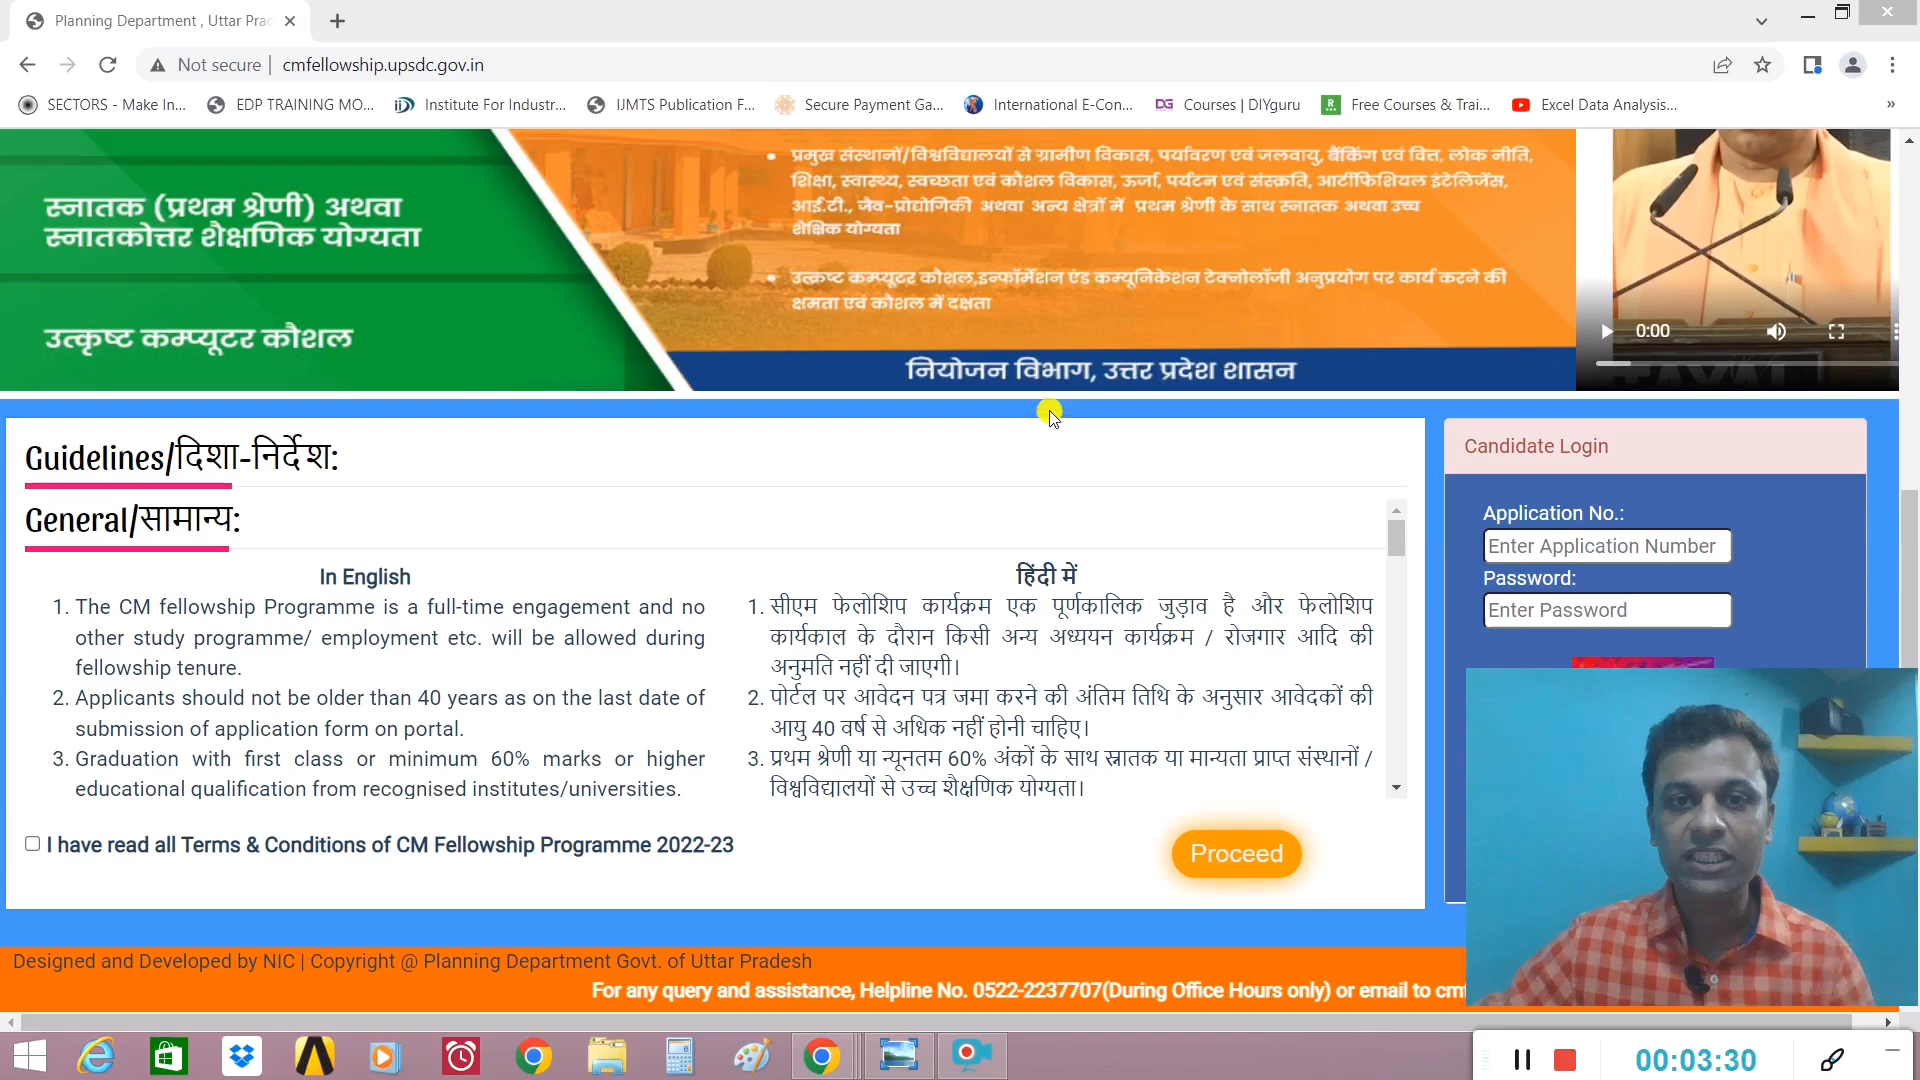 Planning Department , Uttar Prac
Not secure | cmfellowship.upsdc.gov.in
SECTORS - Make In... EDP TRAINING MO... Institute For Industr... IJMTS Publication F... Secure Payment Ga... International E-Con... DG Courses | DIYguru Free Courses & Trai... Excel Data Analysis... »
स्नातक (प्रथम श्रेणी) अथवा
स्नातकोत्तर शैक्षणिक योग्यता
उत्कृष्ट कम्प्यूटर कौशल
• प्रमुख संस्थानों/विश्वविद्यालयों से ग्रामीण विकास, पर्यावरण एवं जलवायु, बैंकिंग एवं वित्त, लोक नीति,
शिक्षा, स्वास्थ्य, स्वच्छता एवं कौशल विकास, ऊर्जा, पर्यटन एवं संस्कृति, आर्टीफिशियल इंटेलिजेंस,
आई.टी., जैव-प्रोद्योगिकी अथवा अन्य क्षेत्रों में प्रथम श्रेणी के साथ स्नातक अथवा उच्च
शैक्षिक योग्यता
• उत्कृष्ट कम्प्यूटर कौशल,इन्फॉर्मेशन एंड कम्यूनिकेशन टेक्नोलॉजी अनुप्रयोग पर कार्य करने की
क्षमता एवं कौशल में दक्षता
नियोजन विभाग, उत्तर प्रदेश शासन
0:00
Guidelines/दिशा-निर्देश:
General/सामान्य:
In English
1. The CM fellowship Programme is a full-time engagement and no
other study programme/ employment etc. will be allowed during
fellowship tenure.
2. Applicants should not be older than 40 years as on the last date of
submission of application form on portal.
3. Graduation with first class or minimum 60% marks or higher
educational qualification from recognised institutes/universities.
हिंदी में
1. सीएम फेलोशिप कार्यक्रम एक पूर्णकालिक जुड़ाव है और फेलोशिप
कार्यकाल के दौरान किसी अन्य अध्ययन कार्यक्रम / रोजगार आदि की
अनुमति नहीं दी जाएगी।
2. पोर्टल पर आवेदन पत्र जमा करने की अंतिम तिथि के अनुसार आवेदकों की
आयु 40 वर्ष से अधिक नहीं होनी चाहिए।
3. प्रथम श्रेणी या न्यूनतम 60% अंकों के साथ स्नातक या मान्यता प्राप्त संस्थानों /
विश्वविद्यालयों से उच्च शैक्षणिक योग्यता।
I have read all Terms & Conditions of CM Fellowship Programme 2022-23
Proceed
Candidate Login
Application No.:
Enter Application Number
Password:
Enter Password
Designed and Developed by NIC | Copyright @ Planning Department Govt. of Uttar Pradesh
For any query and assistance, Helpline No. 0522-2237707(During Office Hours only) or email to cmf
00:03:30